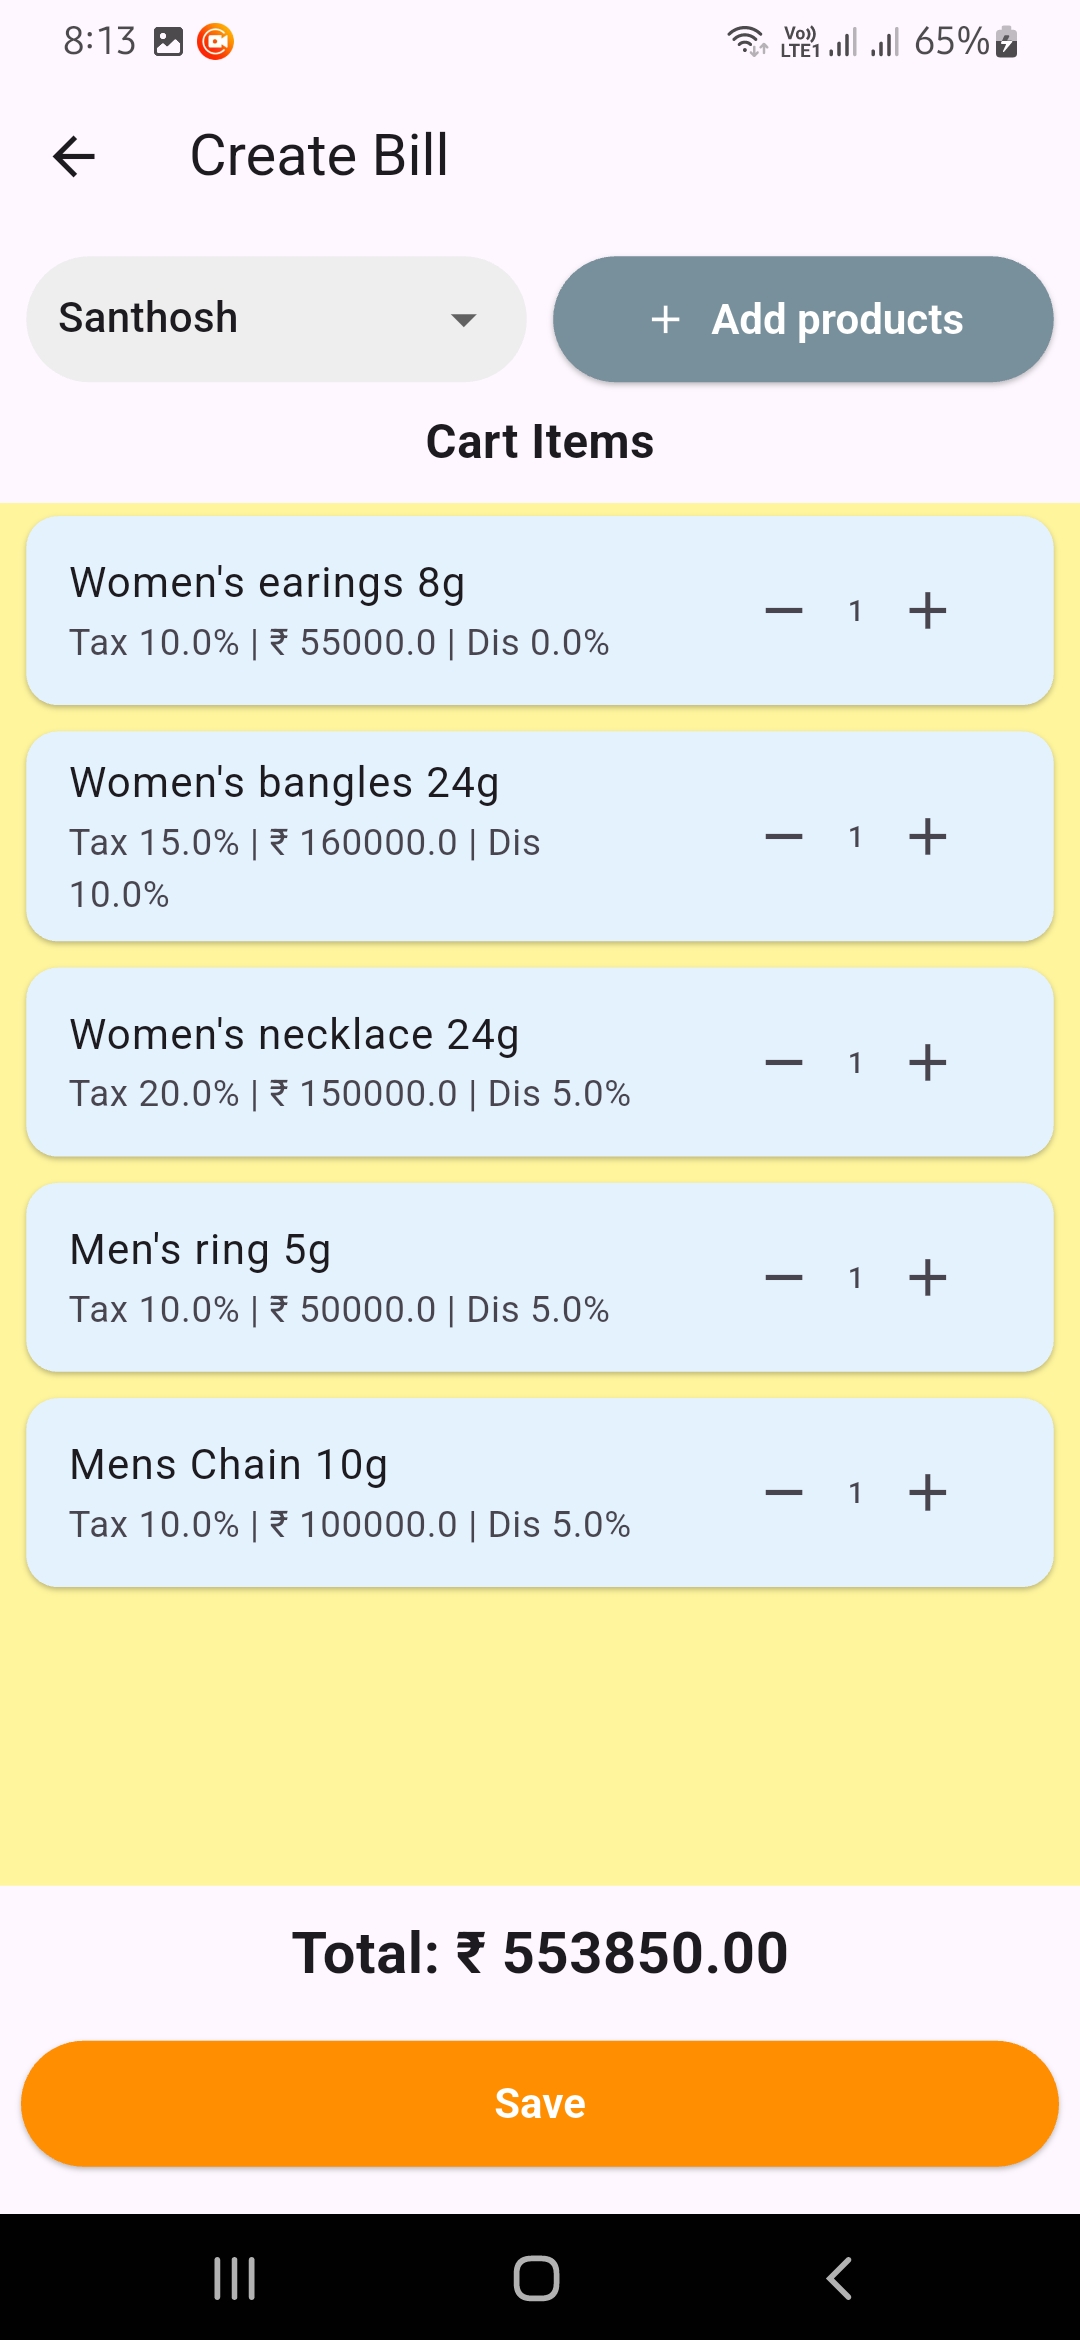 8:13
Vo)) LTE1 65%
Create Bill
Santhosh
+ Add products
Cart Items
Women's earings 8g
Tax 10.0% | ₹ 55000.0 | Dis 0.0%
— 1 +
Women's bangles 24g
Tax 15.0% | ₹ 160000.0 | Dis
10.0%
— 1 +
Women's necklace 24g
Tax 20.0% | ₹ 150000.0 | Dis 5.0%
— 1 +
Men's ring 5g
Tax 10.0% | ₹ 50000.0 | Dis 5.0%
— 1 +
Mens Chain 10g
Tax 10.0% | ₹ 100000.0 | Dis 5.0%
— 1 +
Total: ₹ 553850.00
Save